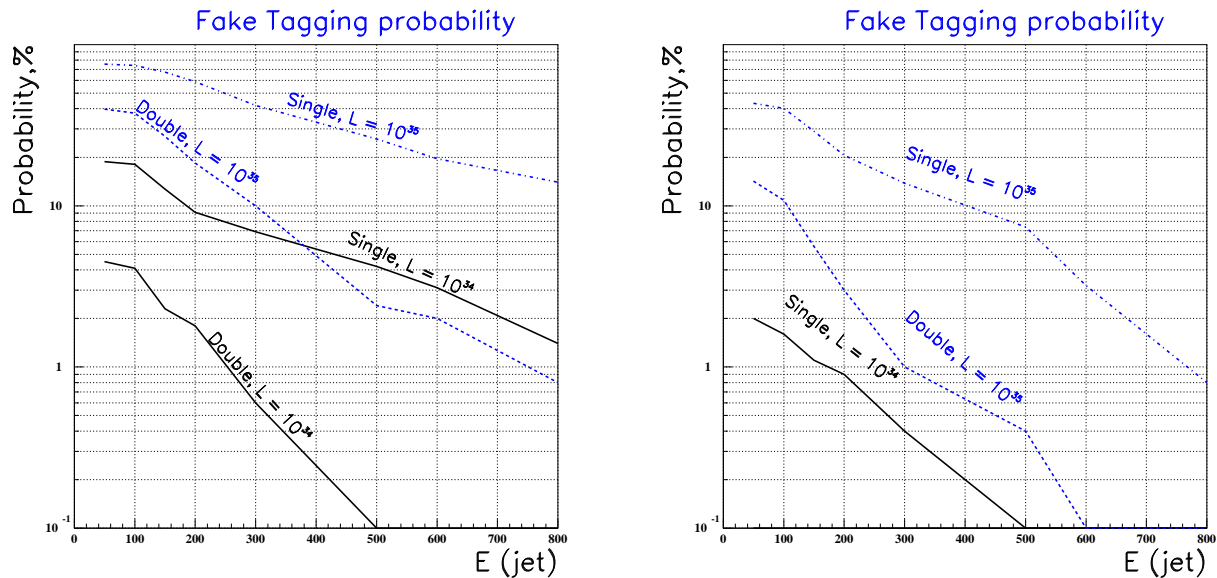 Fake Tagging probability
Probability,%
10
1
10 -1
0 100 200 300 400 500 600 700 800
E (jet)
Single, L = 10³⁵
Double, L = 10³⁵
Single, L = 10³⁴
Double, L = 10³⁴
Fake Tagging probability
Probability,%
10
1
10 -1
0 100 200 300 400 500 600 700 800
E (jet)
Single, L = 10³⁵
Single, L = 10³⁴
Double, L = 10³⁵